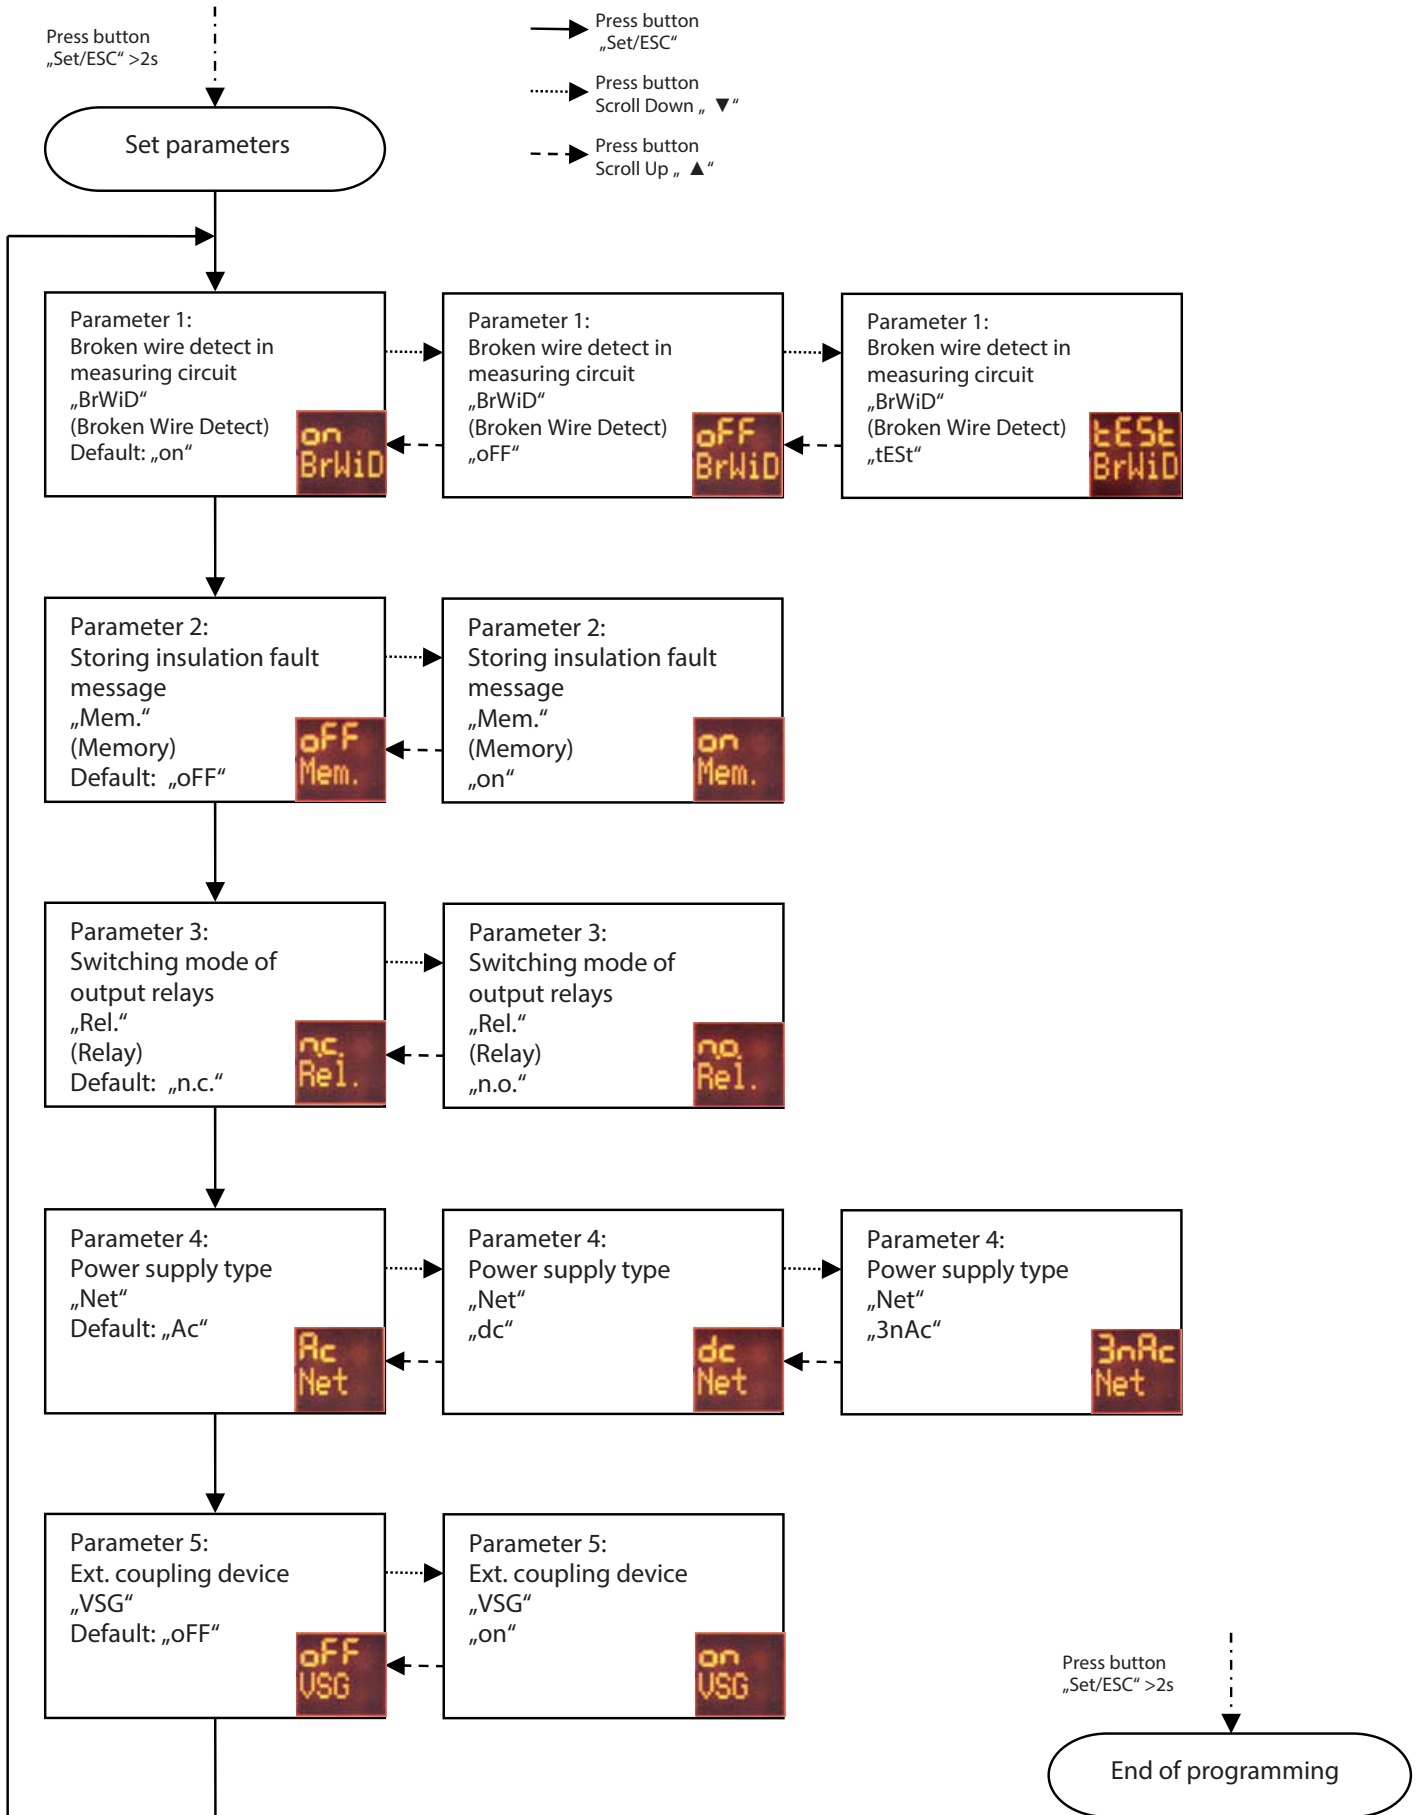 Press button
„Set/ESC“ >2s
Press button
„Set/ESC“
Press button
Scroll Down „ ▼“
Press button
Scroll Up „ ▲“
Set parameters
Parameter 1:
Broken wire detect in
measuring circuit
„BrWiD“
(Broken Wire Detect)
Default: „on“
on
BrWiD
Parameter 1:
Broken wire detect in
measuring circuit
„BrWiD“
(Broken Wire Detect)
„oFF“
oFF
BrWiD
Parameter 1:
Broken wire detect in
measuring circuit
„BrWiD“
(Broken Wire Detect)
„tESt“
tESt
BrWiD
Parameter 2:
Storing insulation fault
message
„Mem.“
(Memory)
Default: „oFF“
oFF
Mem.
Parameter 2:
Storing insulation fault
message
„Mem.“
(Memory)
„on“
on
Mem.
Parameter 3:
Switching mode of
output relays
„Rel.“
(Relay)
Default: „n.c.“
n.c.
Rel.
Parameter 3:
Switching mode of
output relays
„Rel.“
(Relay)
„n.o.“
n.o.
Rel.
Parameter 4:
Power supply type
„Net“
Default: „Ac“
Ac
Net
Parameter 4:
Power supply type
„Net“
„dc“
dc
Net
Parameter 4:
Power supply type
„Net“
„3nAc“
3nAc
Net
Parameter 5:
Ext. coupling device
„VSG“
Default: „oFF“
oFF
VSG
Parameter 5:
Ext. coupling device
„VSG“
„on“
on
VSG
Press button
„Set/ESC“ >2s
End of programming